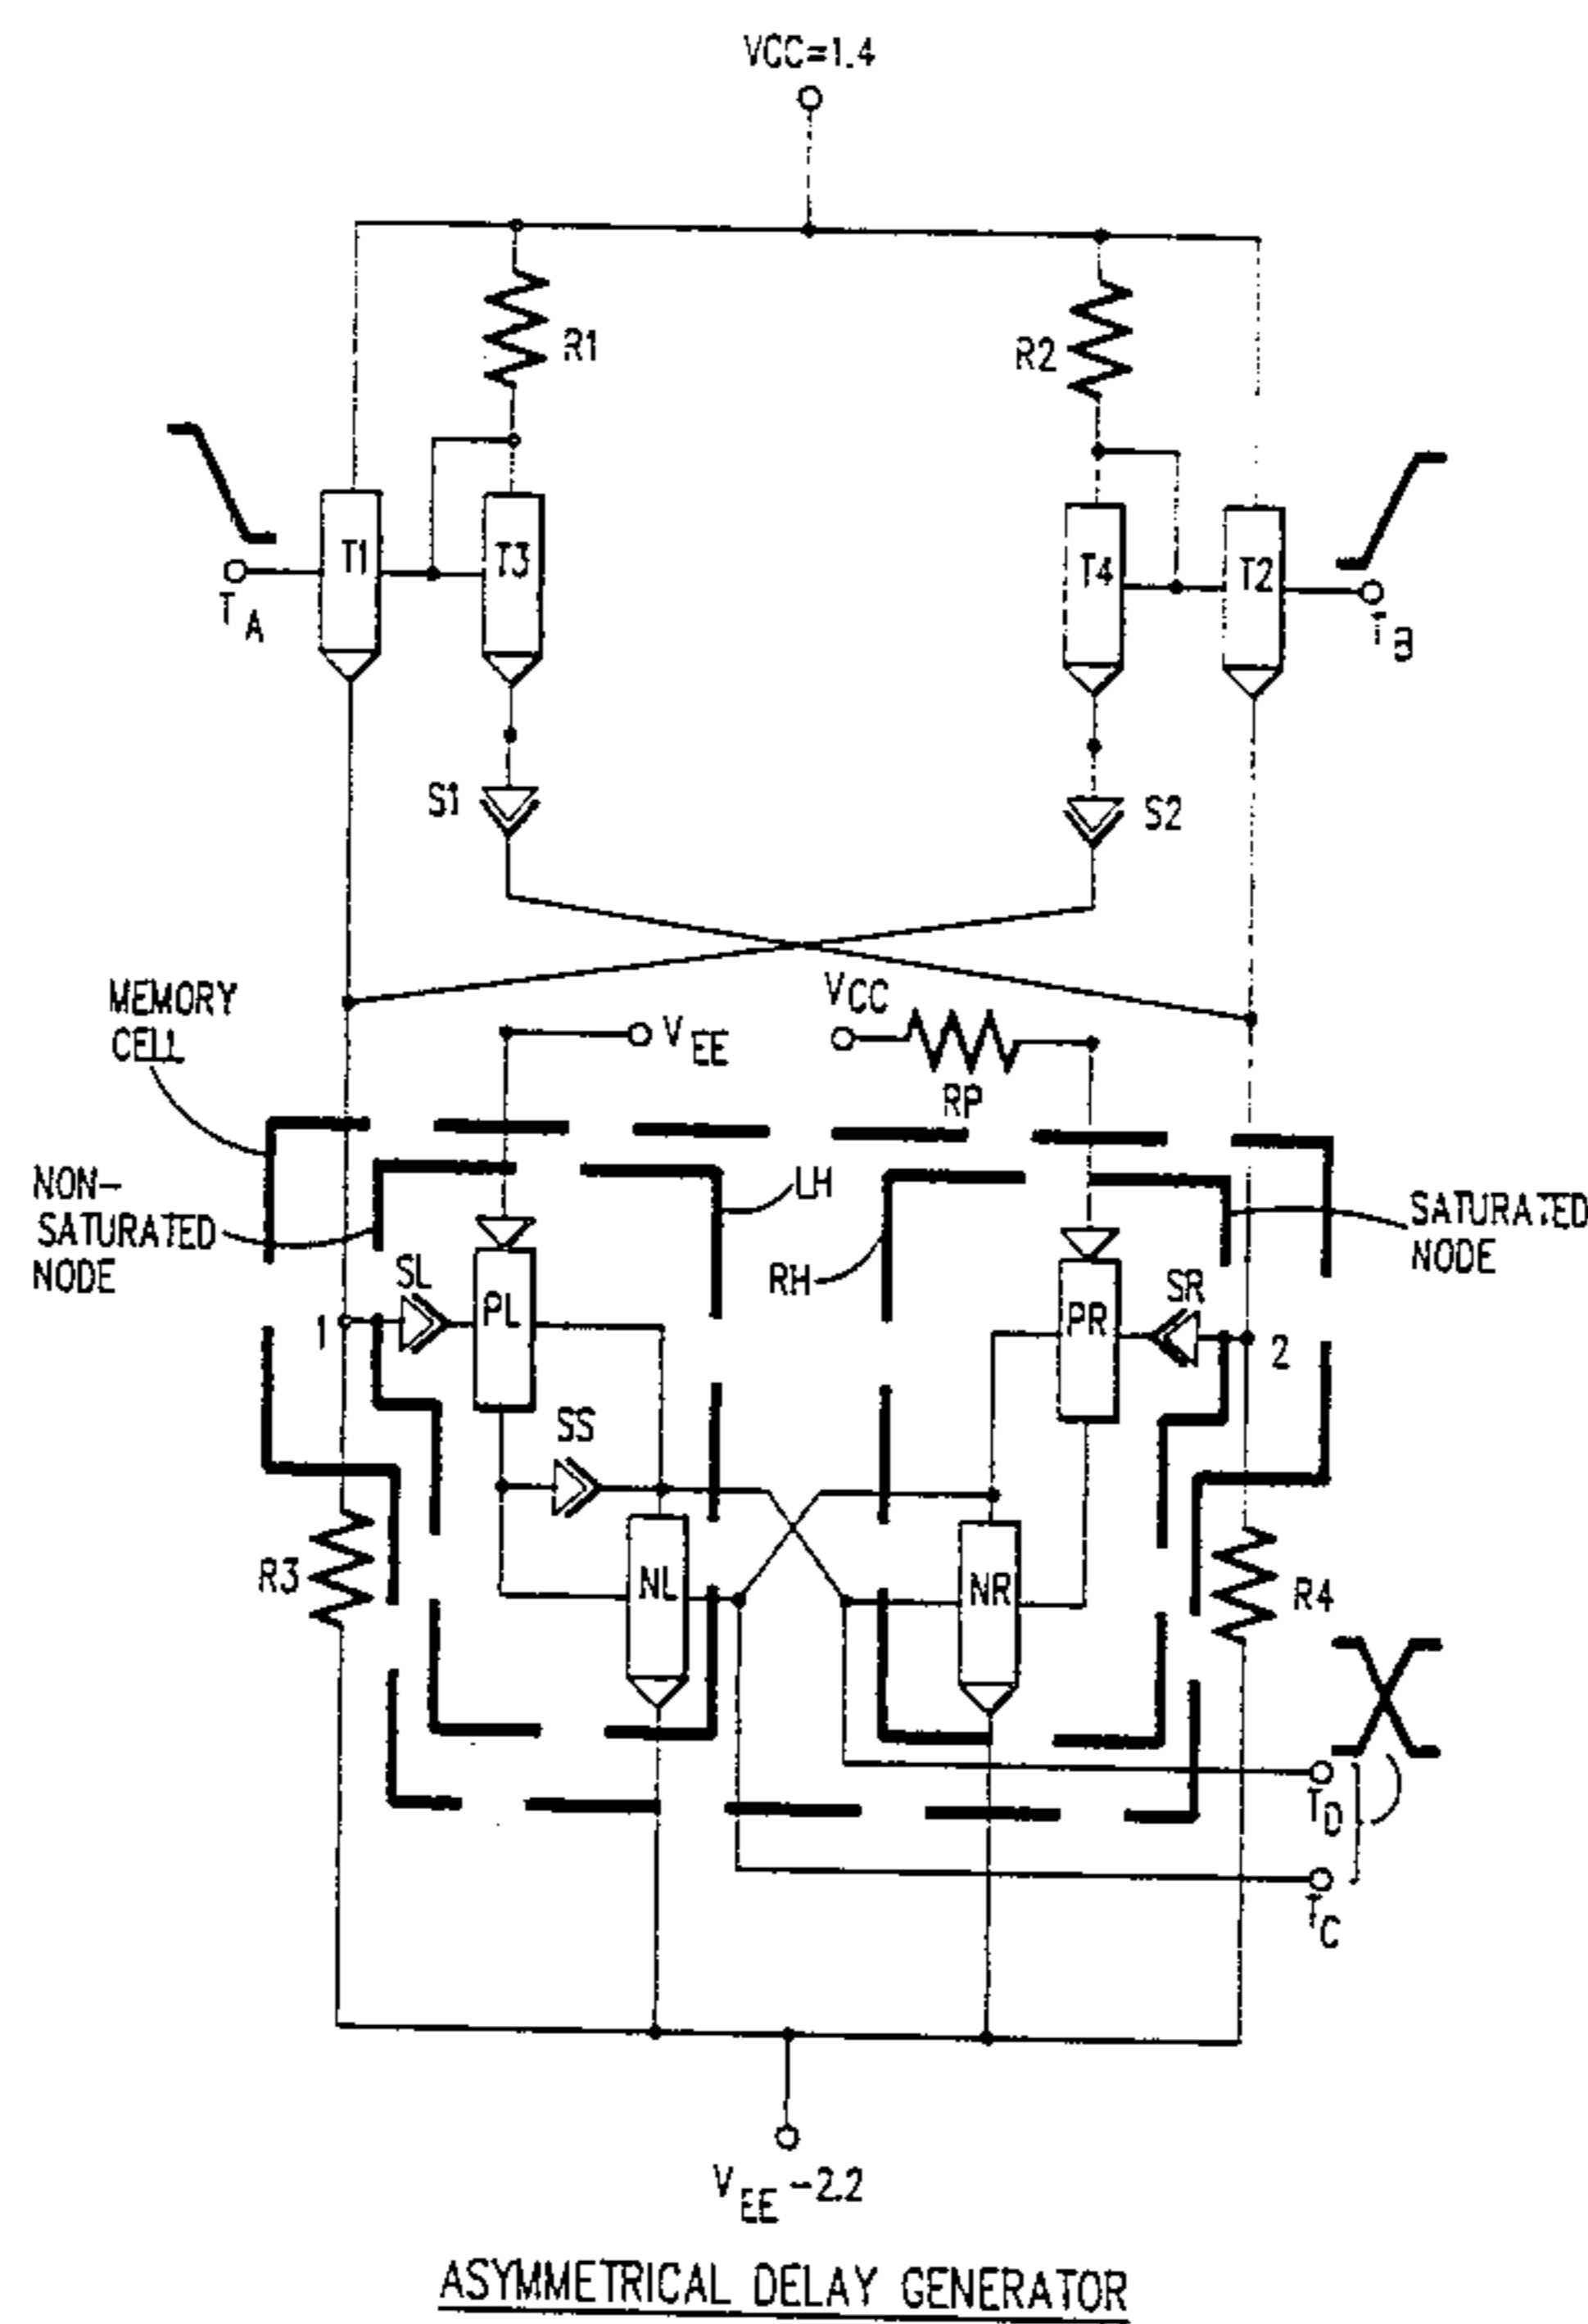 VCC=1.4
R1
R2
T1
T3
T4
T2
TA
TB
S1
S2
MEMORY
CELL
VEE
VCC
RP
NON-
SATURATED
NODE
LH
RH
SATURATED
NODE
SL
PL
PR
SR
1
2
SS
R3
NL
NR
R4
TD
TC
VEE -2.2
ASYMMETRICAL DELAY GENERATOR